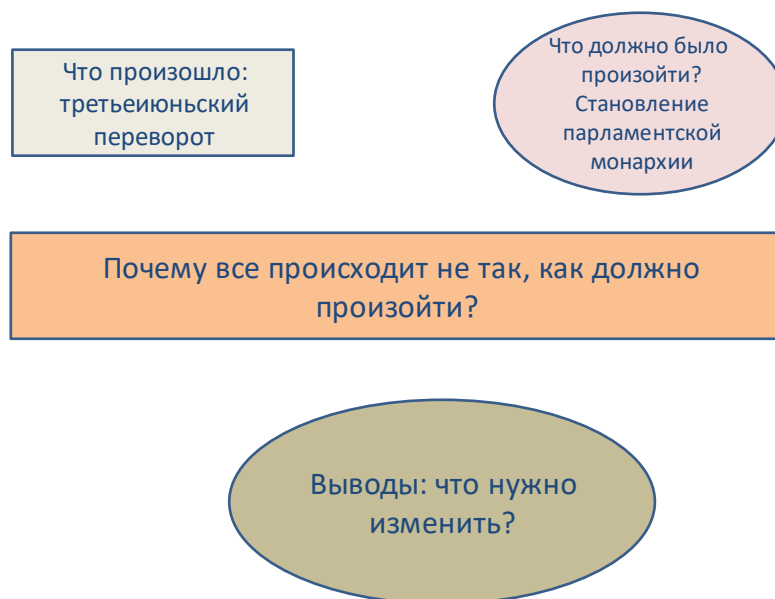 Что произошло:
третьеиюньский
переворот
Что должно было
произойти?
Становление
парламентской
монархии
Почему все происходит не так, как должно
произойти?
Выводы: что нужно
изменить?